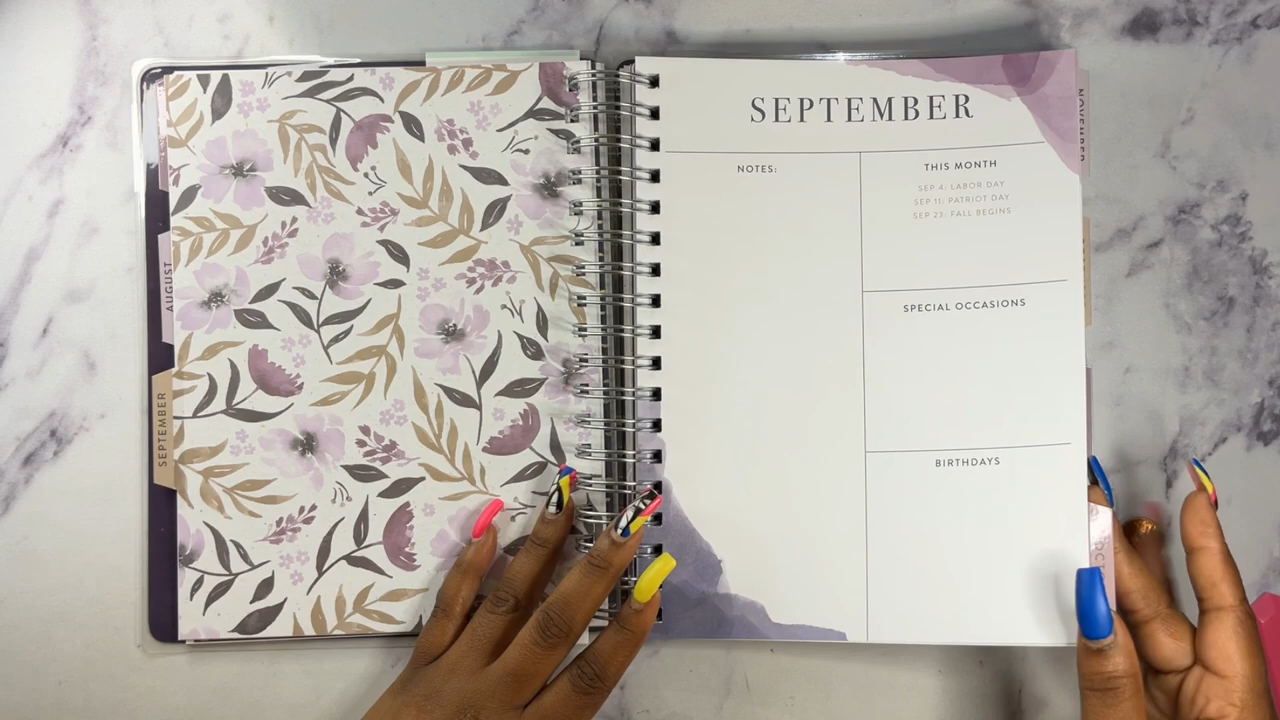 AUGUST
SEPTEMBER
SEPTEMBER
NOTES:
THIS MONTH
SEP 4: LABOR DAY
SEP 11: PATRIOT DAY
SEP 23: FALL BEGINS
SPECIAL OCCASIONS
BIRTHDAYS
NOVEMBER